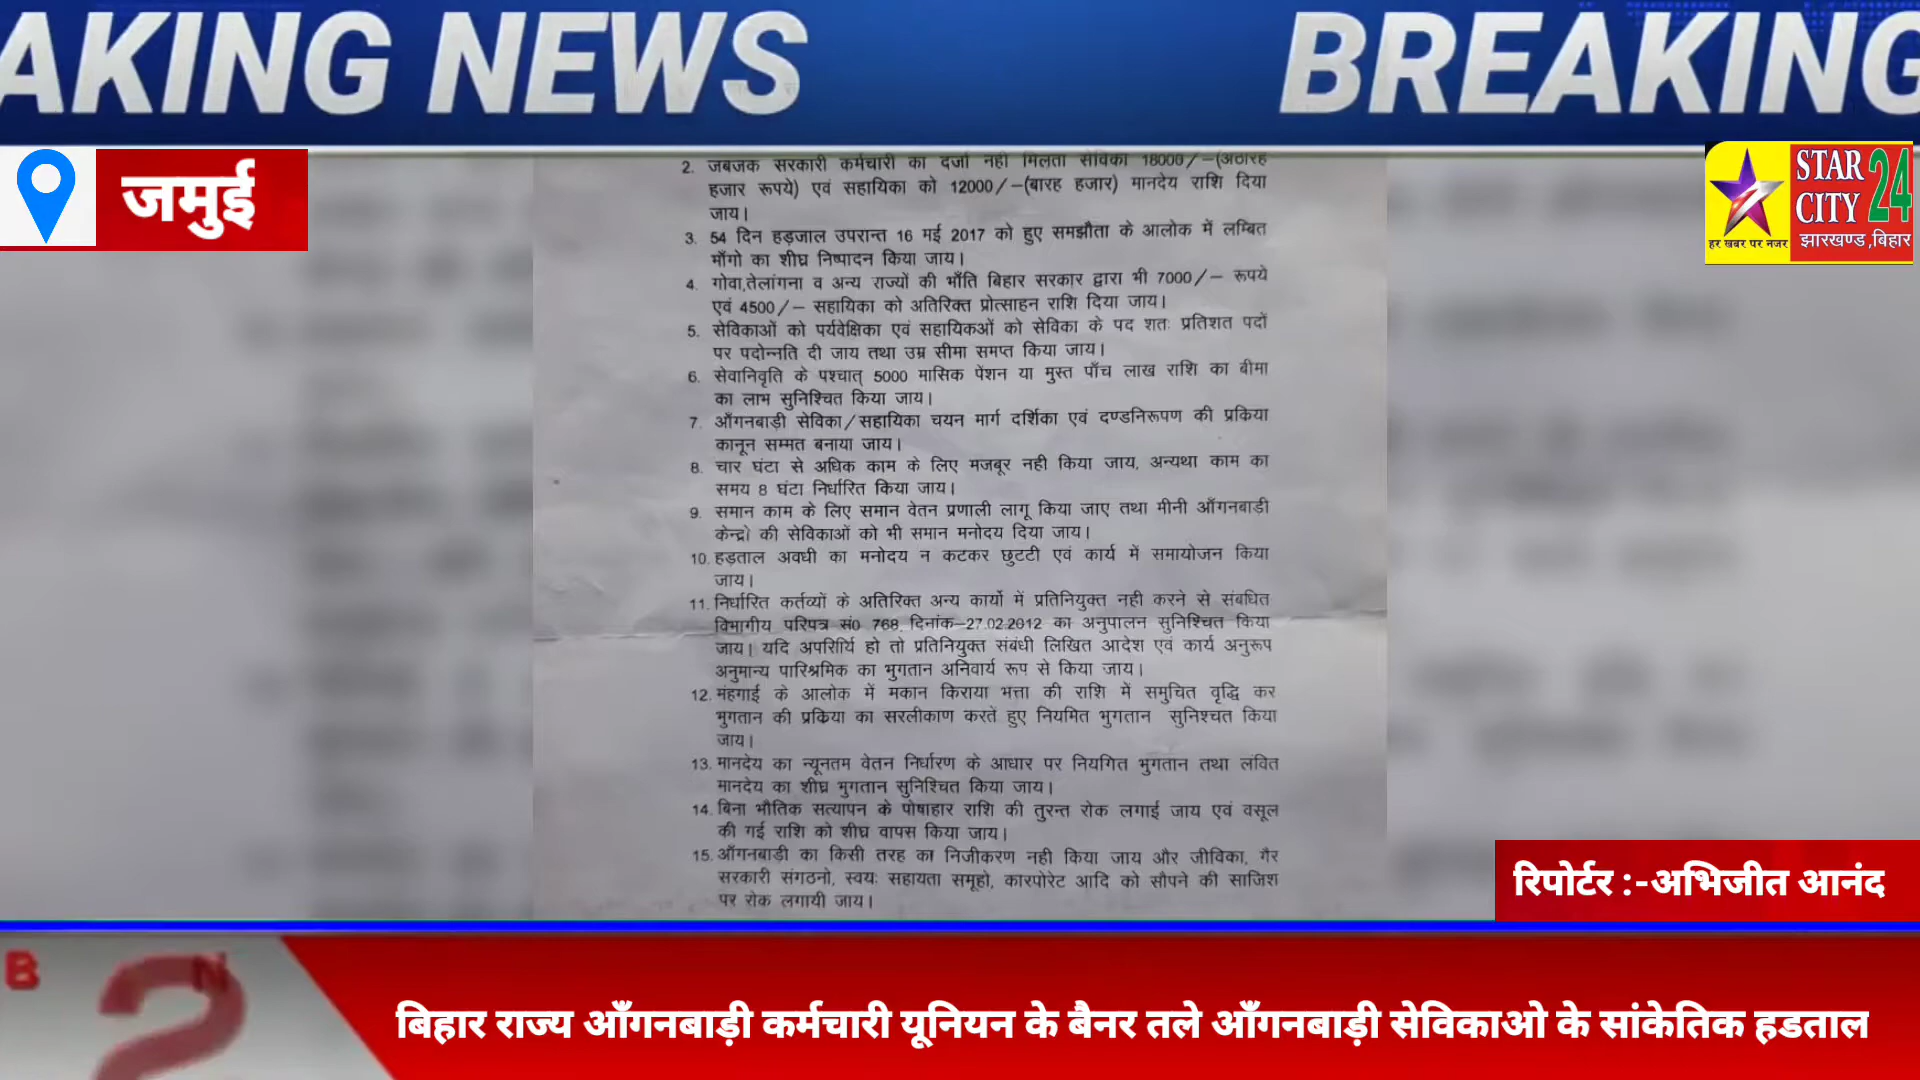 AKING NEWS
BREAKING
जमुई
STAR
CITY 24
हर खबर पर नजर
झारखण्ड ,बिहार
2. जबजक सरकारी कर्मचारी का दर्जा नही मिलता सेविका 18000/–(अठारह
हजार रूपये) एवं सहायिका को 12000/–(बारह हजार) मानदेय राशि दिया
जाय।
3. 54 दिन हड़जाल उपरान्त 16 मई 2017 को हुए समझौता के आलोक में लम्बित
माँगो का शीघ्र निष्पादन किया जाय।
4. गोवा,तेलांगना व अन्य राज्यों की भाँति बिहार सरकार द्वारा भी 7000/– रूपये
एवं 4500/– सहायिका को अतिरिक्त प्रोत्साहन राशि दिया जाय।
5. सेविकाओं को पर्यवेक्षिका एवं सहायिकओं को सेविका के पद शतः प्रतिशत पदों
पर पदोन्नति दी जाय तथा उम्र सीमा समप्त किया जाय।
6. सेवानिवृति के पश्चात् 5000 मासिक पेंशन या मुस्त पाँच लाख राशि का बीमा
का लाभ सुनिश्चित किया जाय।
7. आँगनबाड़ी सेविका/सहायिका चयन मार्ग दर्शिका एवं दण्डनिरूपण की प्रकिया
कानून सम्मत बनाया जाय।
8. चार घंटा से अधिक काम के लिए मजबूर नही किया जाय, अन्यथा काम का
समय 8 घंटा निर्धारित किया जाय।
9. समान काम के लिए समान वेतन प्रणाली लागू किया जाए तथा मीनी आँगनबाड़ी
केन्द्रो की सेविकाओं को भी समान मनोदय दिया जाय।
10. हड़ताल अवधी का मनोदय न कटकर छुटटी एवं कार्य में समायोजन किया
जाय।
11. निर्धारित कर्तव्यों के अतिरिक्त अन्य कार्यो में प्रतिनियुक्त नही करने से संबधित
विभागीय परिपत्र सं0 768, दिनांक–27.02.2012 का अनुपालन सुनिश्चित किया
जाय। यदि अपरिार्यि हो तो प्रतिनियुक्त संबंधी लिखित आदेश एवं कार्य अनुरूप
अनुमान्य पारिश्रमिक का भुगतान अनिवार्य रूप से किया जाय।
12. मंहगाई के आलोक में मकान किराया भत्ता की राशि में समुचित वृद्धि कर
भुगतान की प्रक्रिया का सरलीकाण करते हुए नियमित भुगतान सुनिश्चत किया
जाय।
13. मानदेय का न्यूनतम वेतन निर्धारण के आधार पर नियगित भुगतान तथा लंवित
मानदेय का शीघ्र भुगतान सुनिश्चित किया जाय।
14. बिना भौतिक सत्यापन के पोषाहार राशि की तुरन्त रोक लगाई जाय एवं वसूल
की गई राशि को शीघ्र वापस किया जाय।
15. आँगनबाड़ी का किसी तरह का निजीकरण नही किया जाय और जीविका, गैर
सरकारी संगठनो, स्वयः सहायता समूहो, कारपोरेट आदि को सौपने की साजिश
पर रोक लगायी जाय।
रिपोर्टर :-अभिजीत आनंद
B
2
N
बिहार राज्य आँगनबाड़ी कर्मचारी यूनियन के बैनर तले आँगनबाड़ी सेविकाओ के सांकेतिक हडताल